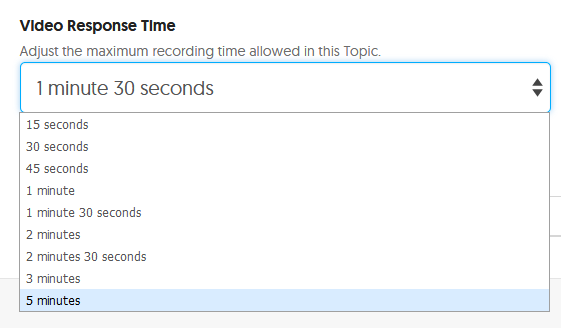 Video Response Time
Adjust the maximum recording time allowed in this Topic.
1 minute 30 seconds
15 seconds
30 seconds
45 seconds
1 minute
1 minute 30 seconds
2 minutes
2 minutes 30 seconds
3 minutes
5 minutes